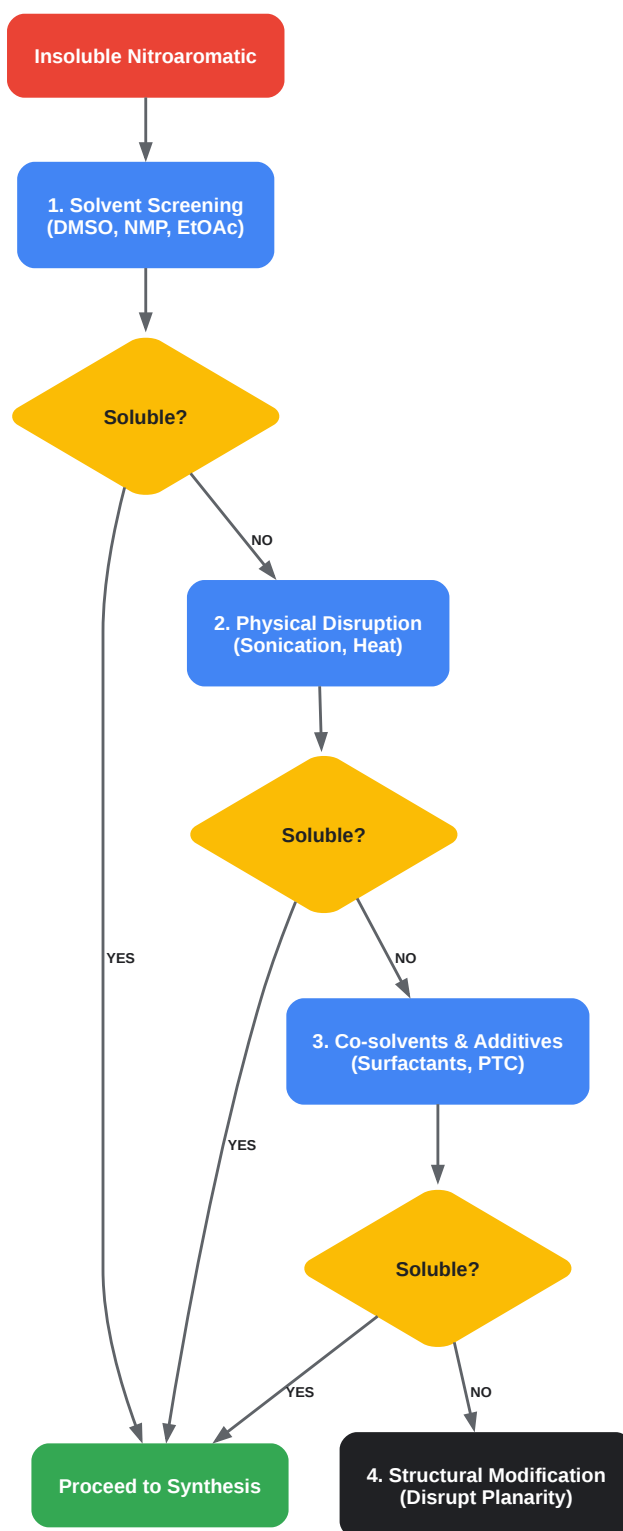 Insoluble Nitroaromatic
1. Solvent Screening
(DMSO, NMP, EtOAc)
Soluble?
NO
2. Physical Disruption
(Sonication, Heat)
Soluble?
YES
NO
3. Co-solvents & Additives
(Surfactants, PTC)
YES
Soluble?
YES
NO
Proceed to Synthesis
4. Structural Modification
(Disrupt Planarity)